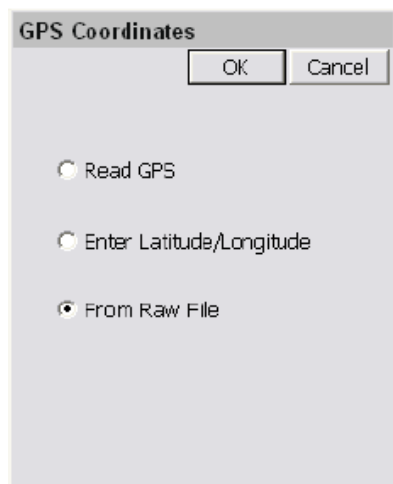 GPS Coordinates
OK Cancel
Read GPS
Enter Latitude/Longitude
From Raw File